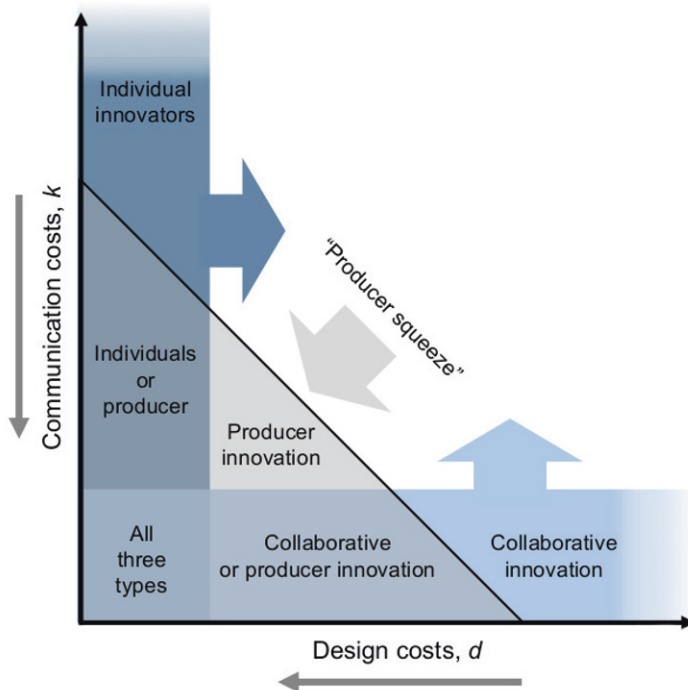 Individual
innovators
Communication costs, k
"Producer squeeze"
Individuals
or
producer
Producer
innovation
All
three
types
Collaborative
or producer innovation
Collaborative
innovation
Design costs, d